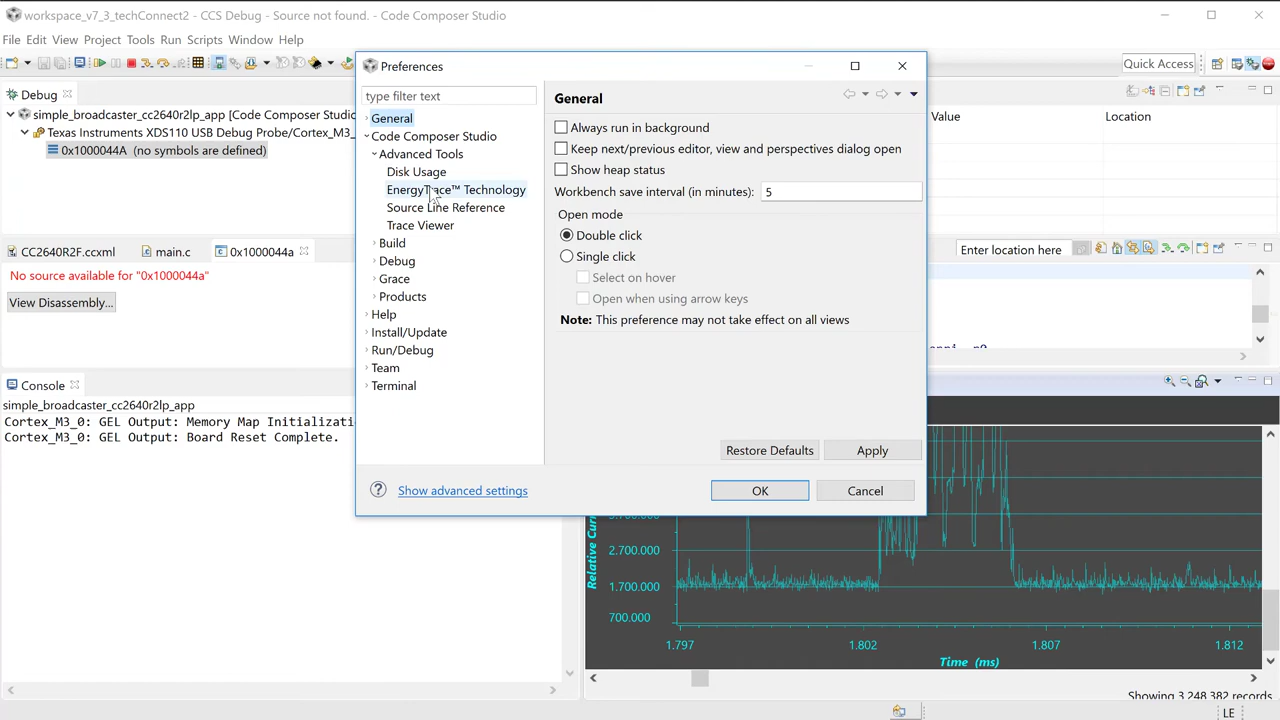 workspace_v7_3_techConnect2 - CCS Debug - Source not found. - Code Composer Studio
File Edit View Project Tools Run Scripts Window Help
Quick Access
Debug
simple_broadcaster_cc2640r2lp_app [Code Composer Studio
Texas Instruments XDS110 USB Debug Probe/Cortex_M3_
0x1000044A (no symbols are defined)
Value Location
CC2640R2F.ccxml main.c 0x1000044a
Enter location here
No source available for "0x1000044a"
View Disassembly...
Console
simple_broadcaster_cc2640r2lp_app
Cortex_M3_0: GEL Output: Memory Map Initializati
Cortex_M3_0: GEL Output: Board Reset Complete.
Preferences
type filter text
General
Code Composer Studio
Advanced Tools
Disk Usage
EnergyTrace™ Technology
Source Line Reference
Trace Viewer
Build
Debug
Grace
Products
Help
Install/Update
Run/Debug
Team
Terminal
General
Always run in background
Keep next/previous editor, view and perspectives dialog open
Show heap status
Workbench save interval (in minutes): 5
Open mode
Double click
Single click
Select on hover
Open when using arrow keys
Note: This preference may not take effect on all views
Restore Defaults Apply
Show advanced settings
OK Cancel
Relative Curr
2.700.000
1.700.000
700.000
1.797 1.802 1.807 1.812
Time (ms)
Showing 3,248,382 records
LE